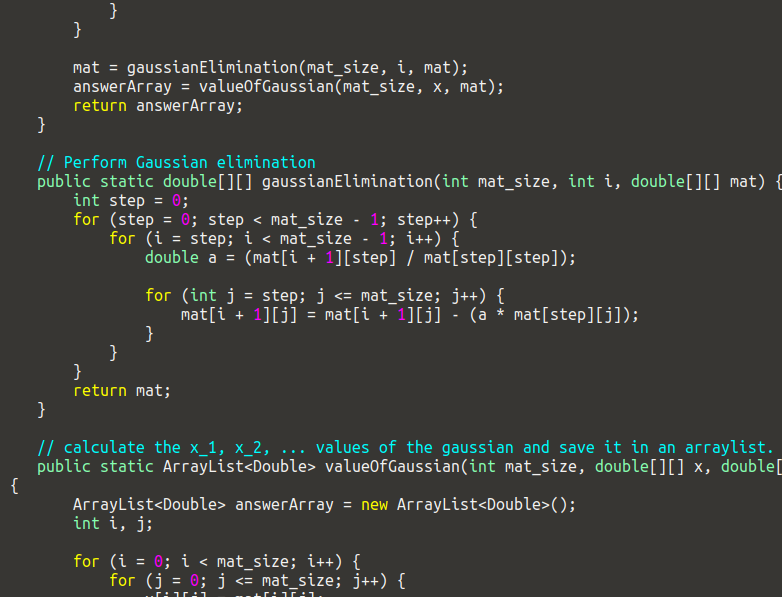 }
    }

    mat = gaussianElimination(mat_size, i, mat);
    answerArray = valueOfGaussian(mat_size, x, mat);
    return answerArray;
}

// Perform Gaussian elimination
public static double[][] gaussianElimination(int mat_size, int i, double[][] mat) {
    int step = 0;
    for (step = 0; step < mat_size - 1; step++) {
        for (i = step; i < mat_size - 1; i++) {
            double a = (mat[i + 1][step] / mat[step][step]);

            for (int j = step; j <= mat_size; j++) {
                mat[i + 1][j] = mat[i + 1][j] - (a * mat[step][j]);
            }
        }
    }
    return mat;
}

// calculate the x_1, x_2, ... values of the gaussian and save it in an arraylist.
public static ArrayList<Double> valueOfGaussian(int mat_size, double[][] x, double[
{
    ArrayList<Double> answerArray = new ArrayList<Double>();
    int i, j;

    for (i = 0; i < mat_size; i++) {
        for (j = 0; j <= mat_size; j++) {